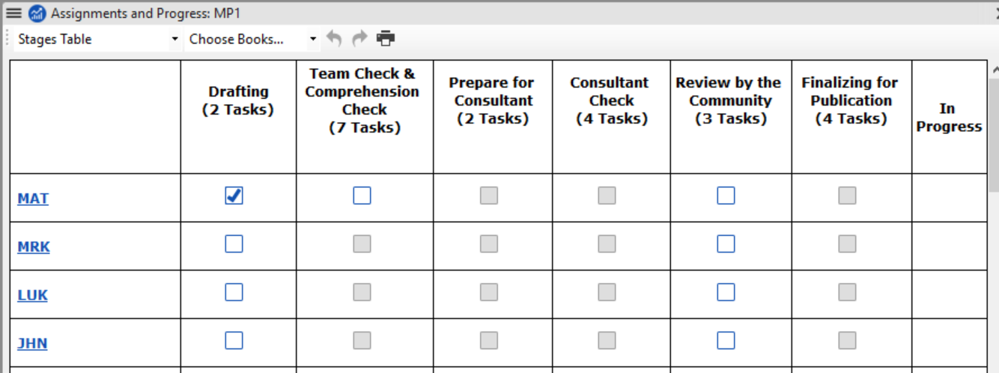 Assignments and Progress: MP1
Stages Table Choose Books...
Drafting
(2 Tasks)
Team Check &
Comprehension
Check
(7 Tasks)
Prepare for
Consultant
(2 Tasks)
Consultant
Check
(4 Tasks)
Review by the
Community
(3 Tasks)
Finalizing for
Publication
(4 Tasks)
In
Progress
MAT
MRK
LUK
JHN